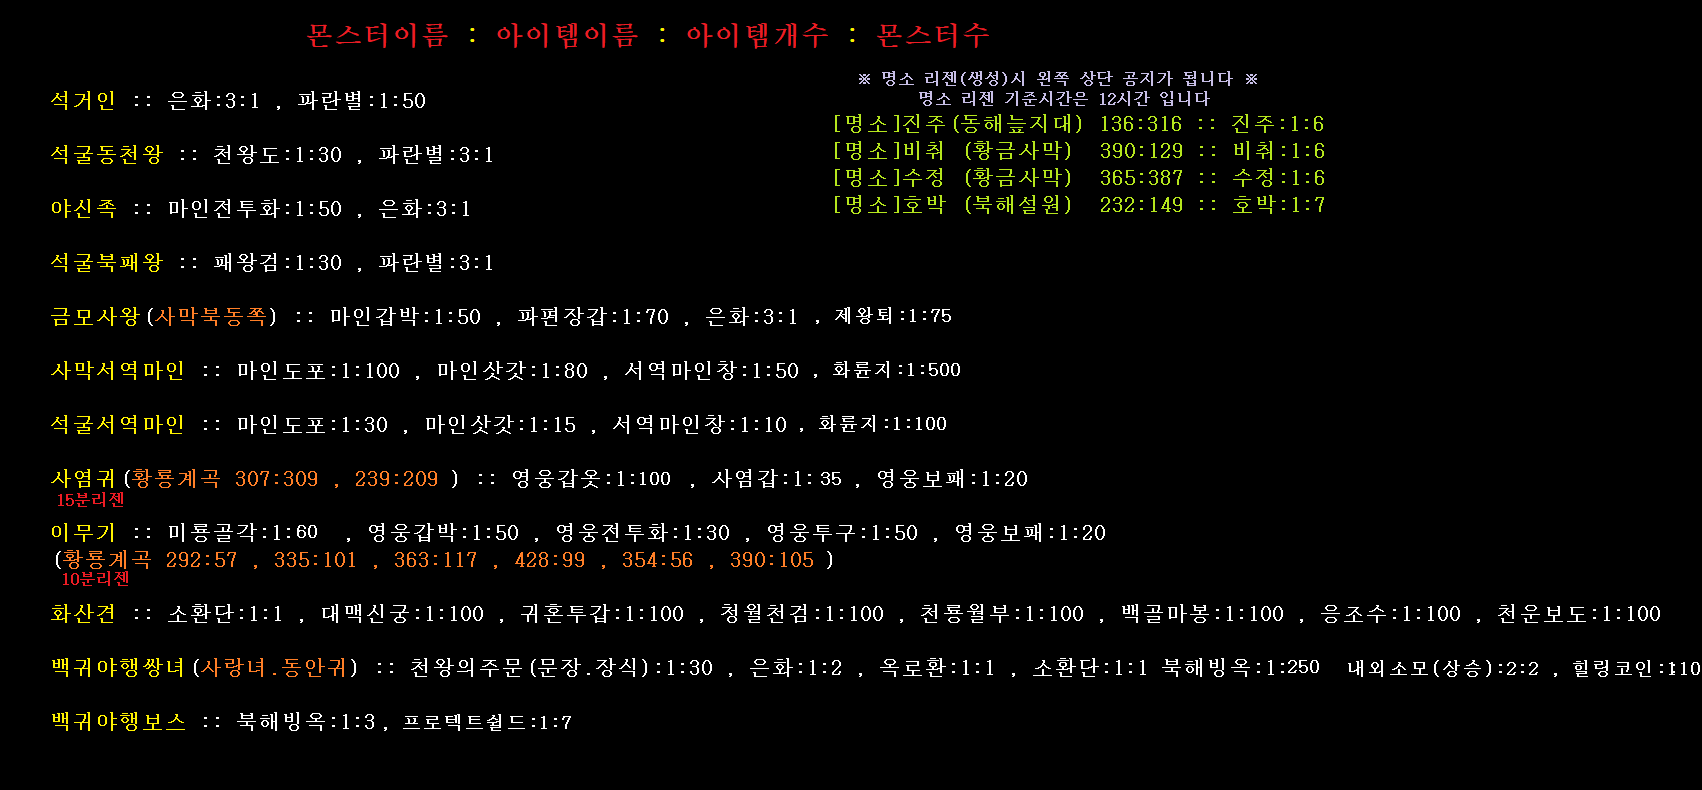 몬스터이름 : 아이템이름 : 아이템개수 : 몬스터수
※ 명소 리젠(생성)시 왼쪽 상단 공지가 됩니다 ※
명소 리젠 기준시간은 12시간 입니다
[명소]진주(동해늪지대) 136:316 :: 진주:1:6
[명소]비취 (황금사막) 390:129 :: 비취:1:6
[명소]수정 (황금사막) 365:387 :: 수정:1:6
[명소]호박 (북해설원) 232:149 :: 호박:1:7
석거인 :: 은화:3:1 , 파란별:1:50
석굴동천왕 :: 천왕도:1:30 , 파란별:3:1
야신족 :: 마인전투화:1:50 , 은화:3:1
석굴북패왕 :: 패왕검:1:30 , 파란별:3:1
금모사왕(사막북동쪽) :: 마인갑박:1:50 , 파편장갑:1:70 , 은화:3:1 , 제왕퇴:1:75
사막서역마인 :: 마인도포:1:100 , 마인삿갓:1:80 , 서역마인창:1:50 , 화륜지:1:500
석굴서역마인 :: 마인도포:1:30 , 마인삿갓:1:15 , 서역마인창:1:10 , 화륜지:1:100
사염귀(황룡계곡 307:309 , 239:209 ) :: 영웅갑옷:1:100 , 사염갑:1:35 , 영웅보패:1:20
15분리젠
이무기 :: 미룡골각:1:60 , 영웅갑박:1:50 , 영웅전투화:1:30 , 영웅투구:1:50 , 영웅보패:1:20
(황룡계곡 292:57 , 335:101 , 363:117 , 428:99 , 354:56 , 390:105 )
10분리젠
화산견 :: 소환단:1:1 , 대맥신궁:1:100 , 귀혼투갑:1:100 , 청월천검:1:100 , 천룡월부:1:100 , 백골마봉:1:100 , 응조수:1:100 , 천운보도:1:100
백귀야행쌍녀(사랑녀.동안귀) :: 천왕의주문(문장.장식):1:30 , 은화:1:2 , 옥로환:1:1 , 소환단:1:1 북해빙옥:1:250 내외소모(상승):2:2 , 힐링코인:1:10
백귀야행보스 :: 북해빙옥:1:3 , 프로텍트쉴드:1:7